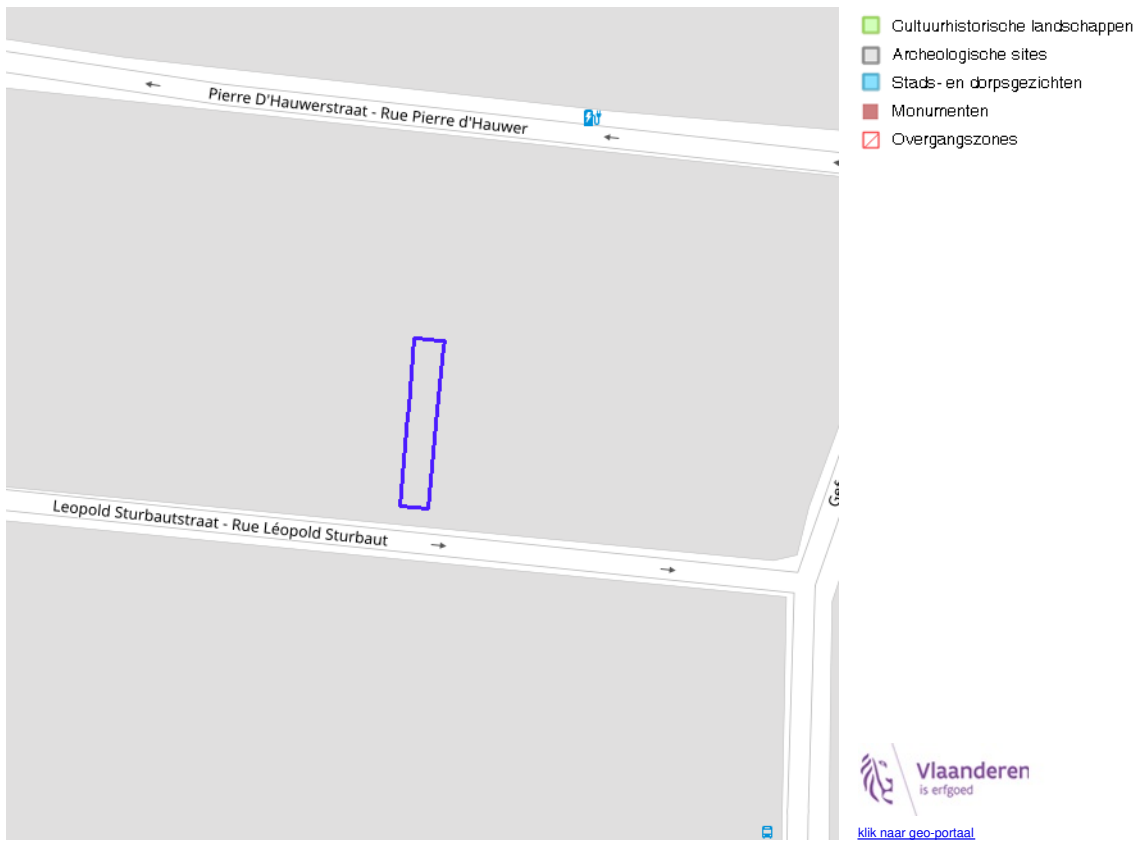 Cultuurhistorische landschappen
Archeologische sites
Stads- en dorpsgezichten
Monumenten
Overgangszones
Pierre D'Hauwerstraat - Rue Pierre d'Hauwer
Leopold Sturbautstraat - Rue Léopold Sturbaut
Vlaanderen
is erfgoed
klik naar geo-portaal